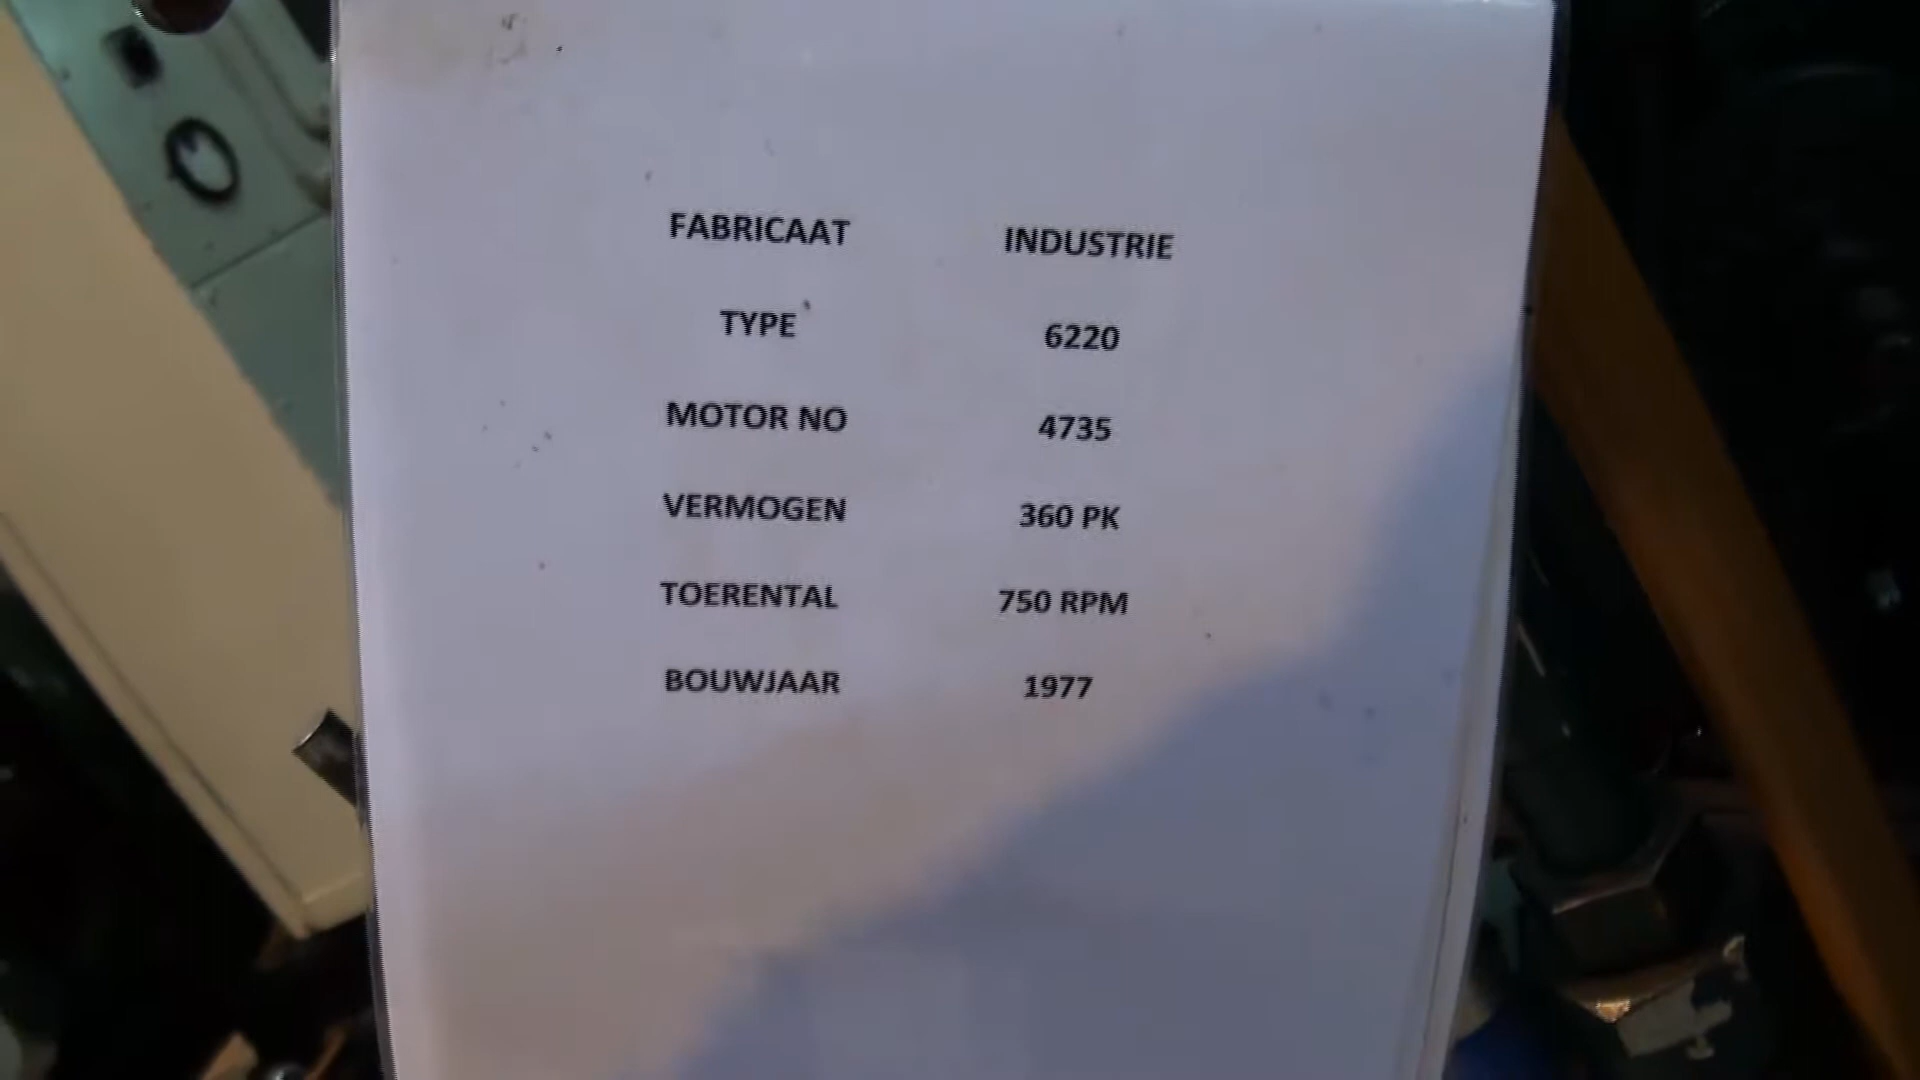 FABRICAAT INDUSTRIE
TYPE 6220
MOTOR NO 4735
VERMOGEN 360 PK
TOERENTAL 750 RPM
BOUWJAAR 1977